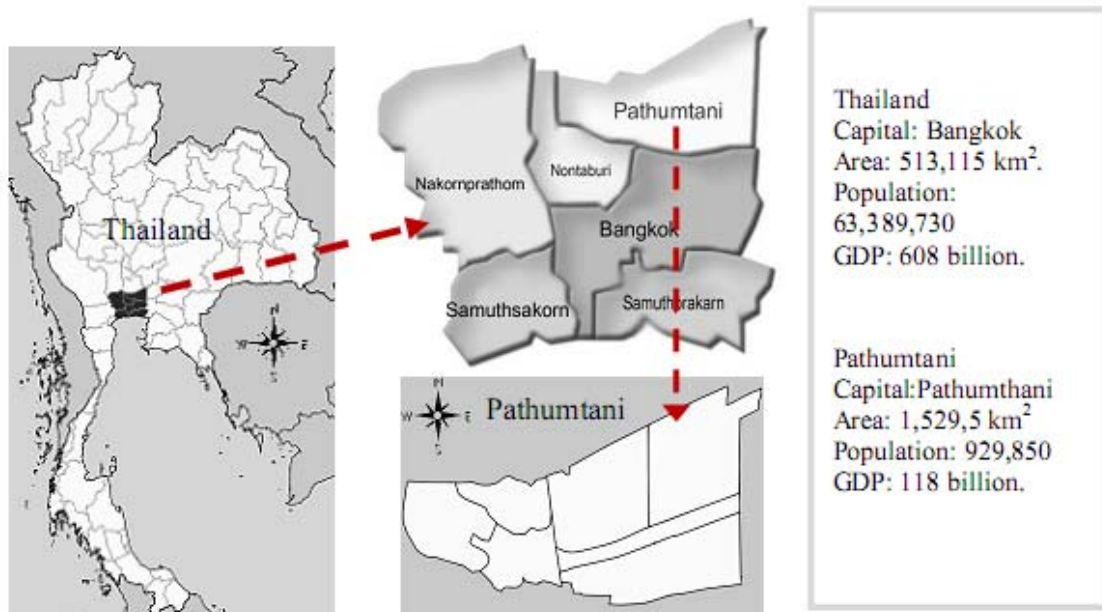 Thailand
N
W
E
S
Pathumtani
Nakornprathom
Nontaburi
Bangkok
Samuthsakorn
Samuthprakarn
N
W
E
S
Pathumtani
Thailand
Capital: Bangkok
Area: 513,115 km².
Population:
63,389,730
GDP: 608 billion.
Pathumtani
Capital:Pathumthani
Area: 1,529,5 km²
Population: 929,850
GDP: 118 billion.